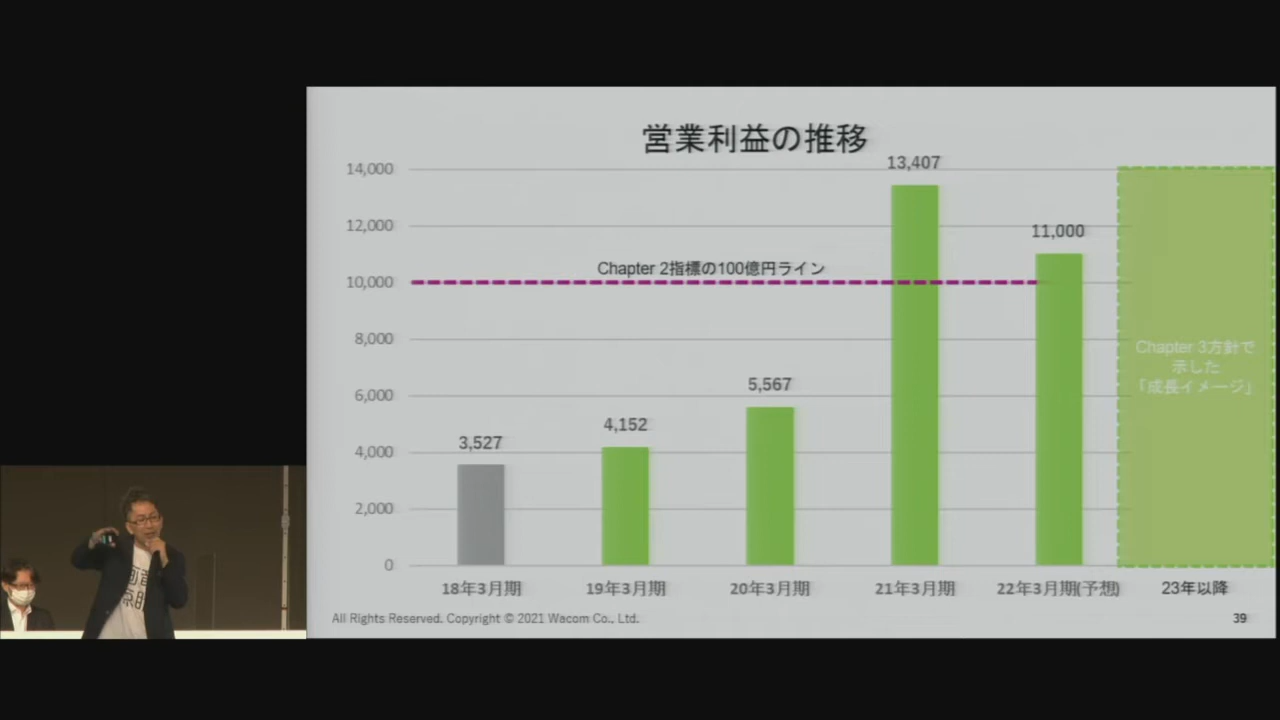 営業利益の推移
14,000
12,000
10,000
8,000
6,000
4,000
2,000
0
Chapter 2指標の100億円ライン
3,527
4,152
5,567
13,407
11,000
Chapter 3方針で
示した
「成長イメージ」
18年3月期
19年3月期
20年3月期
21年3月期
22年3月期(予想)
23年以降
All Rights Reserved. Copyright © 2021 Wacom Co., Ltd.
39